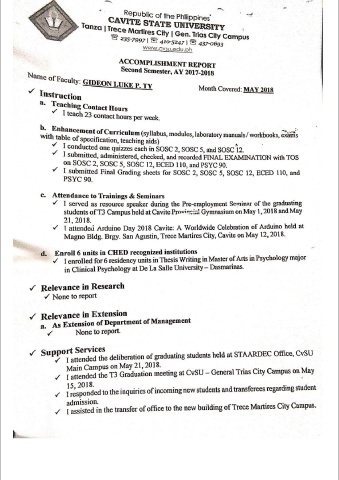 Republic of the Philippines
CAVITE STATE UNIVERSITY
Tanza | Trece Martires City | Gen. Trias City Campus
☎ 235-7997 | ☎ 416-5247 | ☎ 437-0693
www.cvsu.edu.ph
ACCOMPLISHMENT REPORT
Second Semester, AY 2017-2018
Name of Faculty: GIDEON LUKE P. TY
Month Covered: MAY 2018
✓ Instruction
a. Teaching Contact Hours
✓ I teach 23 contact hours per week.
b. Enhancement of Curriculum (syllabus, modules, laboratory manuals / workbooks, exams
with table of specification, teaching aids)
✓ I conducted one quizzes each in SOSC 2, SOSC 5, and SOSC 12.
✓ I submitted, administered, checked, and recorded FINAL EXAMINATION with TOS
on SOSC 2, SOSC 5, SOSC 12, ECED 110, and PSYC 90.
✓ I submitted Final Grading sheets for SOSC 2, SOSC 5, SOSC 12, ECED 110, and
PSYC 90.
c. Attendance to Trainings & Seminars
✓ I served as resource speaker during the Pre-employment Seminar of the graduating
students of T3 Campus held at Cavite Provincial Gymnasium on May 1, 2018 and May
21, 2018.
✓ I attended Arduino Day 2018 Cavite: A Worldwide Celebration of Arduino held at
Magno Bldg. Brgy. San Agustin, Trece Martires City, Cavite on May 12, 2018.
d. Enroll 6 units in CHED recognized institutions
✓ I enrolled for 6 residency units in Thesis Writing in Master of Arts in Psychology major
in Clinical Psychology at De La Salle University – Dasmarinas.
✓ Relevance in Research
✓ None to report
✓ Relevance in Extension
a. As Extension of Department of Management
✓ None to report
✓ Support Services
✓ I attended the deliberation of graduating students held at STAARDEC Office, CvSU
Main Campus on May 21, 2018.
✓ I attended the T3 Graduation meeting at CvSU – General Trias City Campus on May
15, 2018.
✓ I responded to the inquiries of incoming new students and transferees regarding student
admission.
✓ I assisted in the transfer of office to the new building of Trece Martires City Campus.